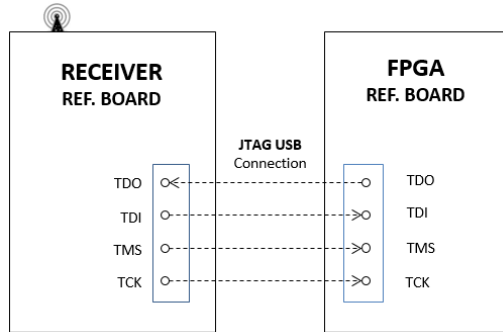 RECEIVER
REF. BOARD
FPGA
REF. BOARD
JTAG USB
Connection
TDO
TDI
TMS
TCK
TDO
TDI
TMS
TCK